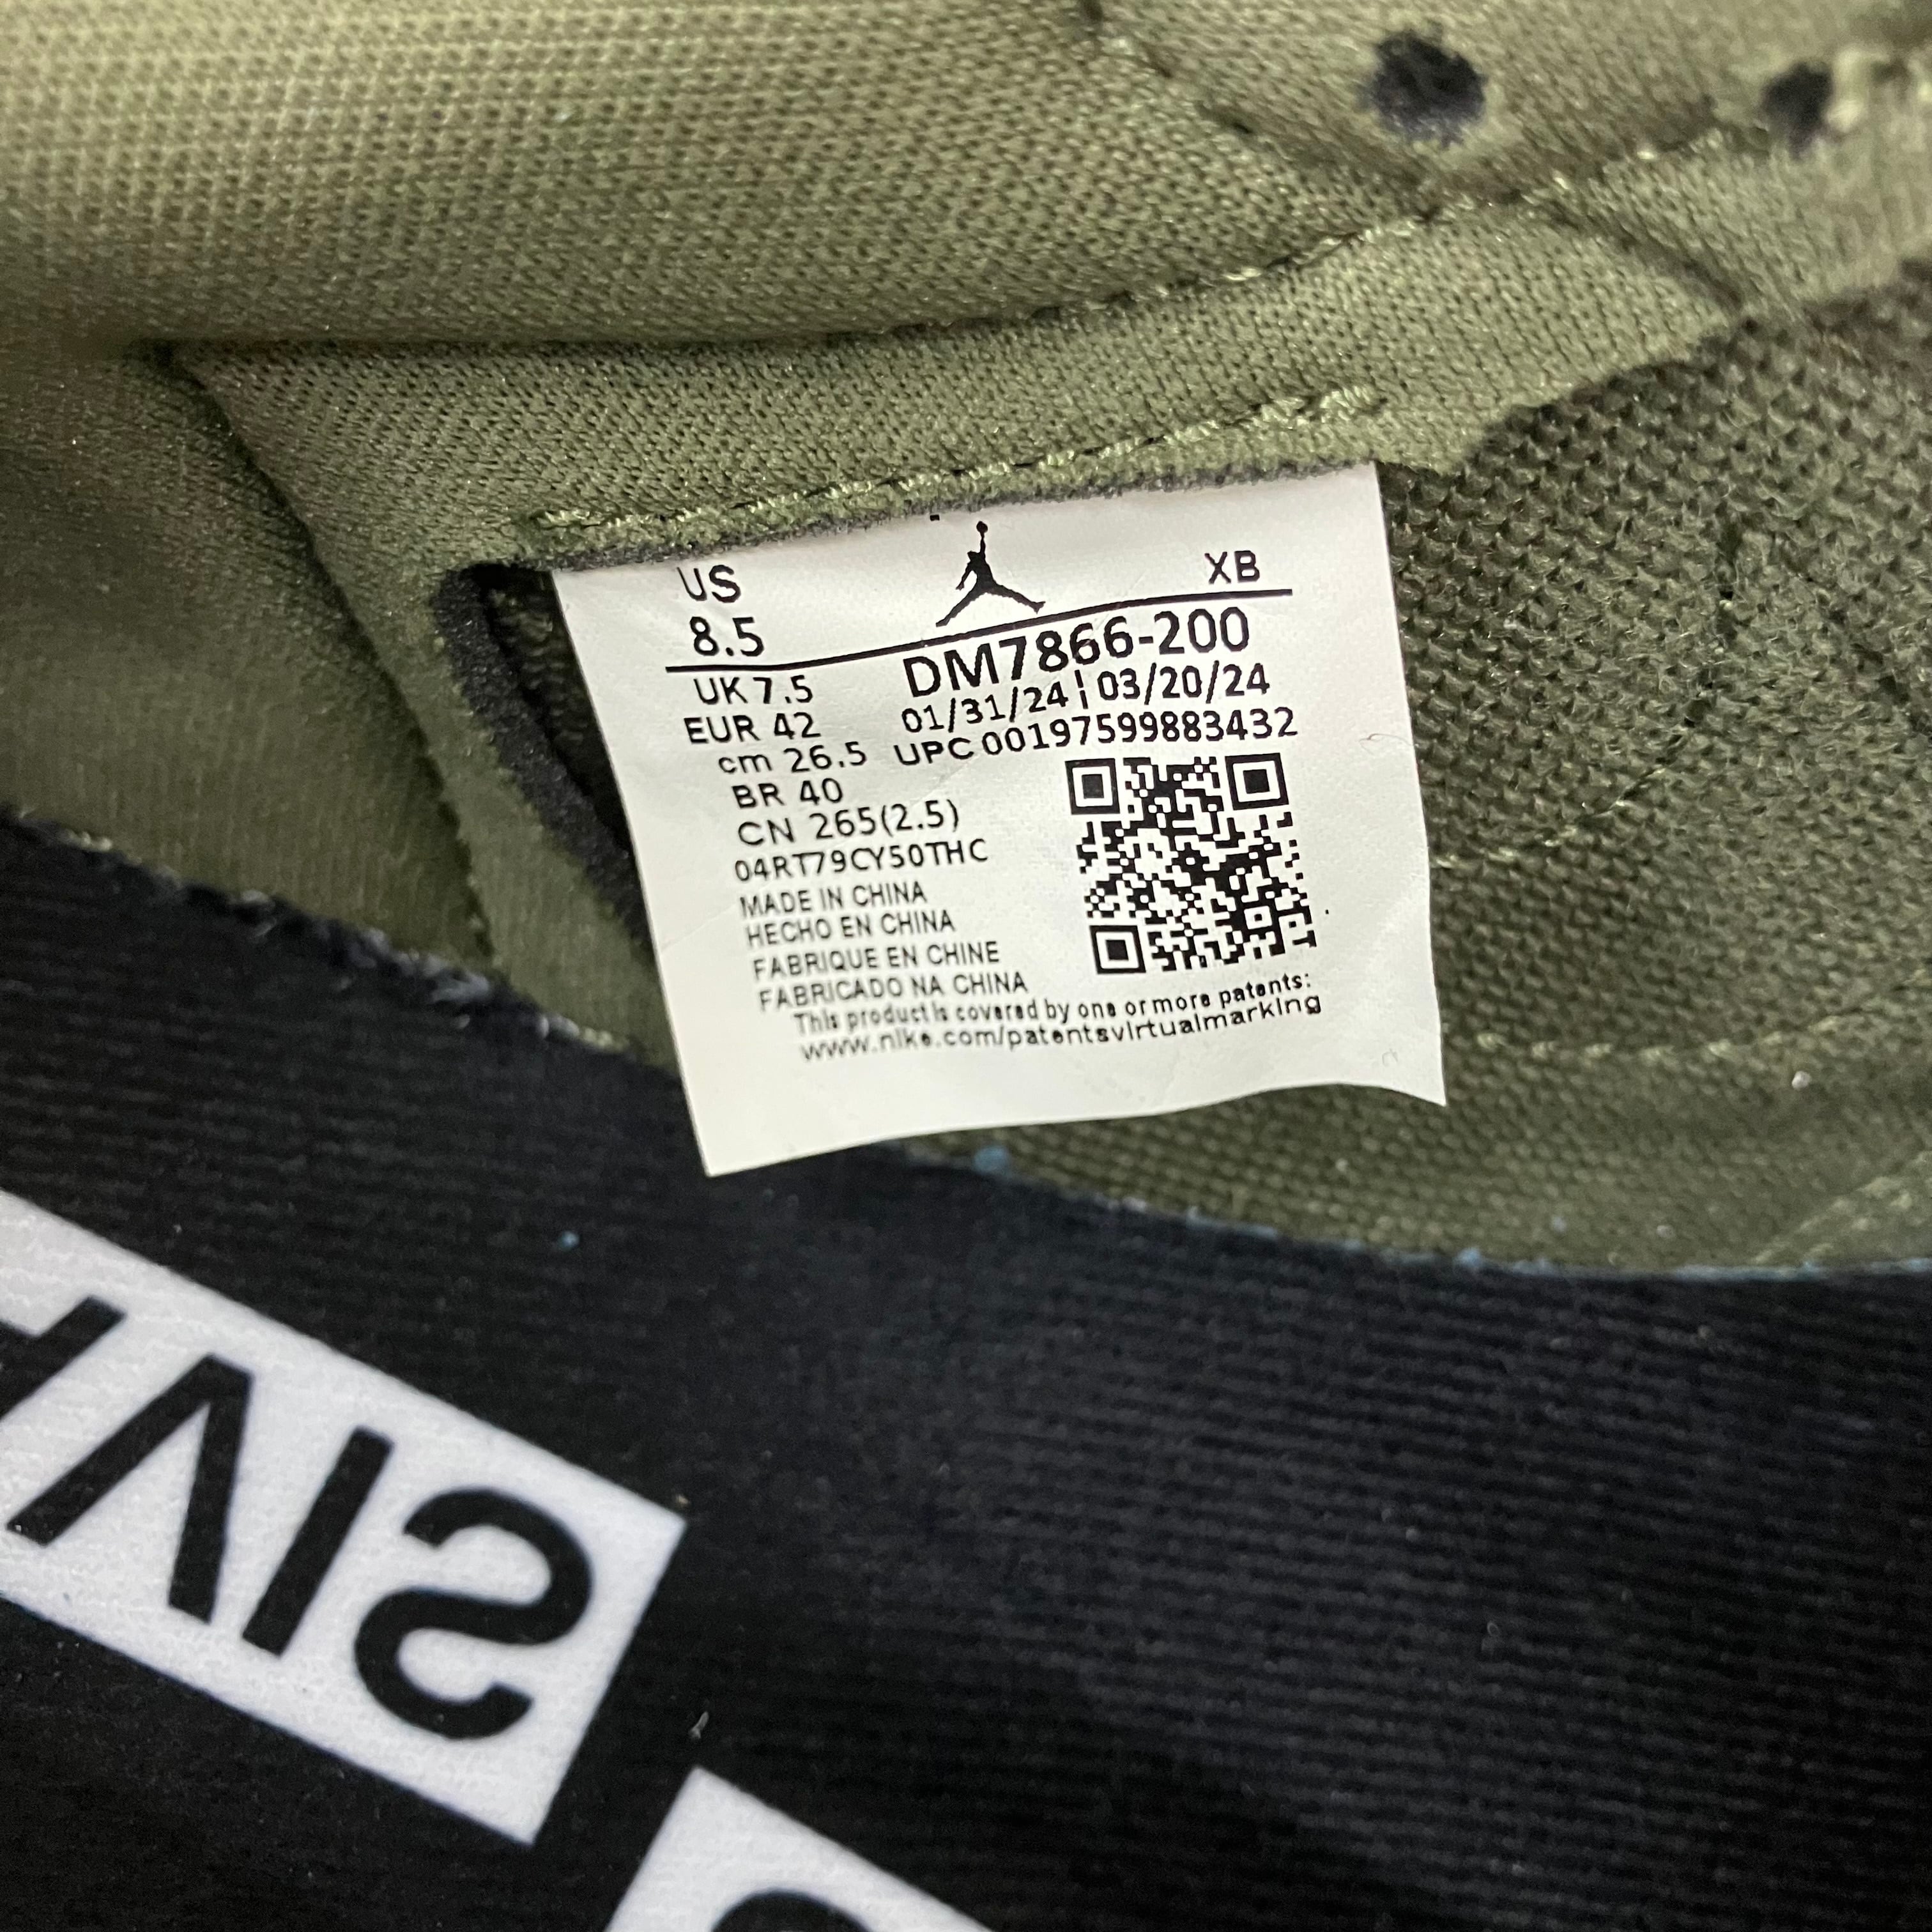 US XB
8.5 DM7866-200
UK 7.5 01/31/24 ¦ 03/20/24
EUR 42 UPC 00197599883432
cm 26.5
BR 40
CN 265(2.5)
04RT79CY50THC
MADE IN CHINA
HECHO EN CHINA
FABRIQUE EN CHINE
FABRICADO NA CHINA
This product is covered by one or more patents:
www.nike.com/patentsvirtualmarking